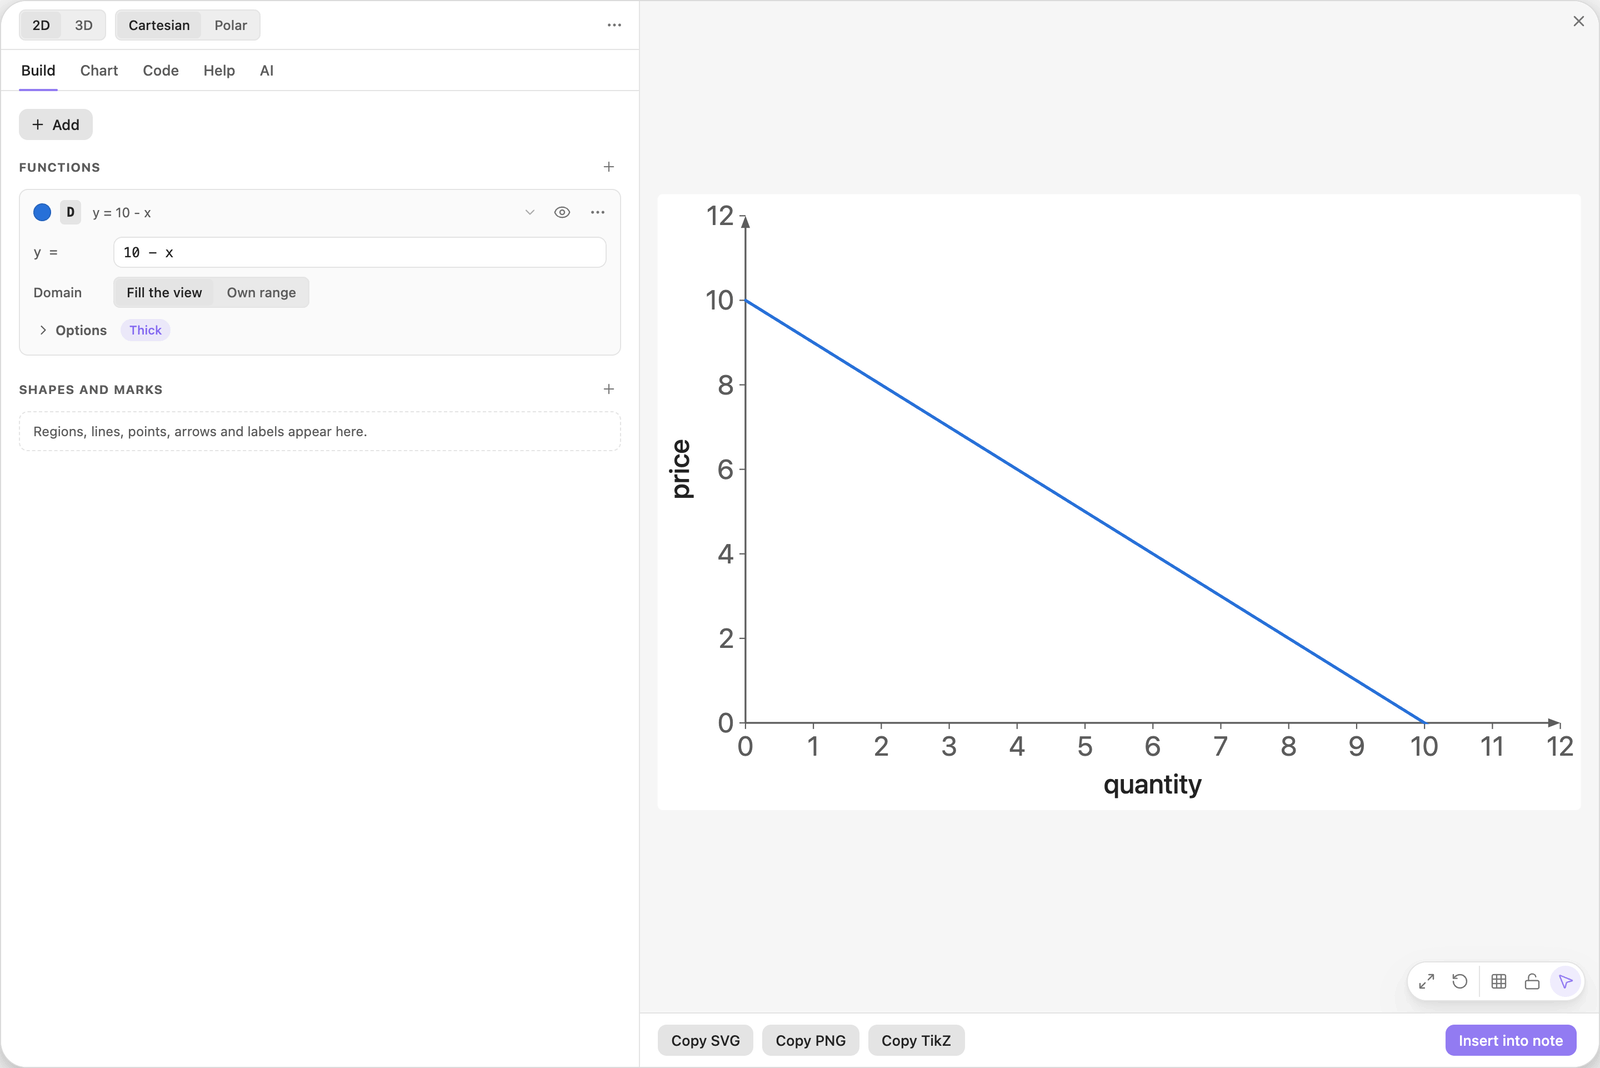 2D 3D Cartesian Polar
Build Chart Code Help AI
+ Add
FUNCTIONS
D y = 10 - x
y = 10 − x
Domain Fill the view Own range
Options Thick
SHAPES AND MARKS
Regions, lines, points, arrows and labels appear here.
12
10
8
6
4
2
0
price
0 1 2 3 4 5 6 7 8 9 10 11 12
quantity
Copy SVG Copy PNG Copy TikZ Insert into note